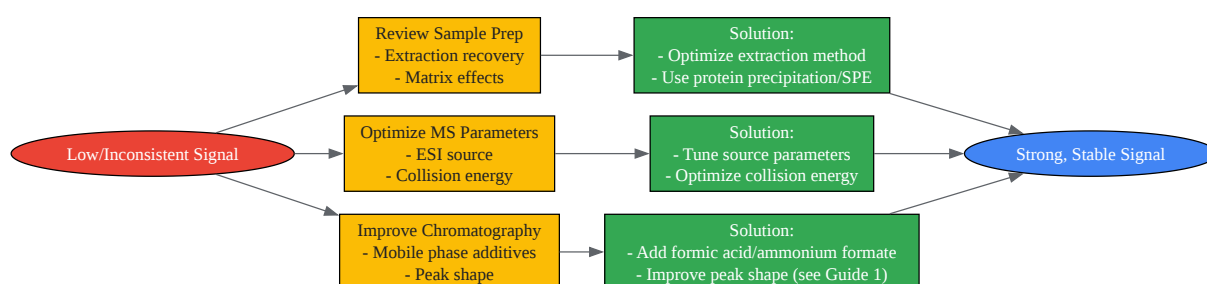 Low/Inconsistent Signal
Review Sample Prep
- Extraction recovery
- Matrix effects
Solution:
- Optimize extraction method
- Use protein precipitation/SPE
Optimize MS Parameters
- ESI source
- Collision energy
Solution:
- Tune source parameters
- Optimize collision energy
Improve Chromatography
- Mobile phase additives
- Peak shape
Solution:
- Add formic acid/ammonium formate
- Improve peak shape (see Guide 1)
Strong, Stable Signal